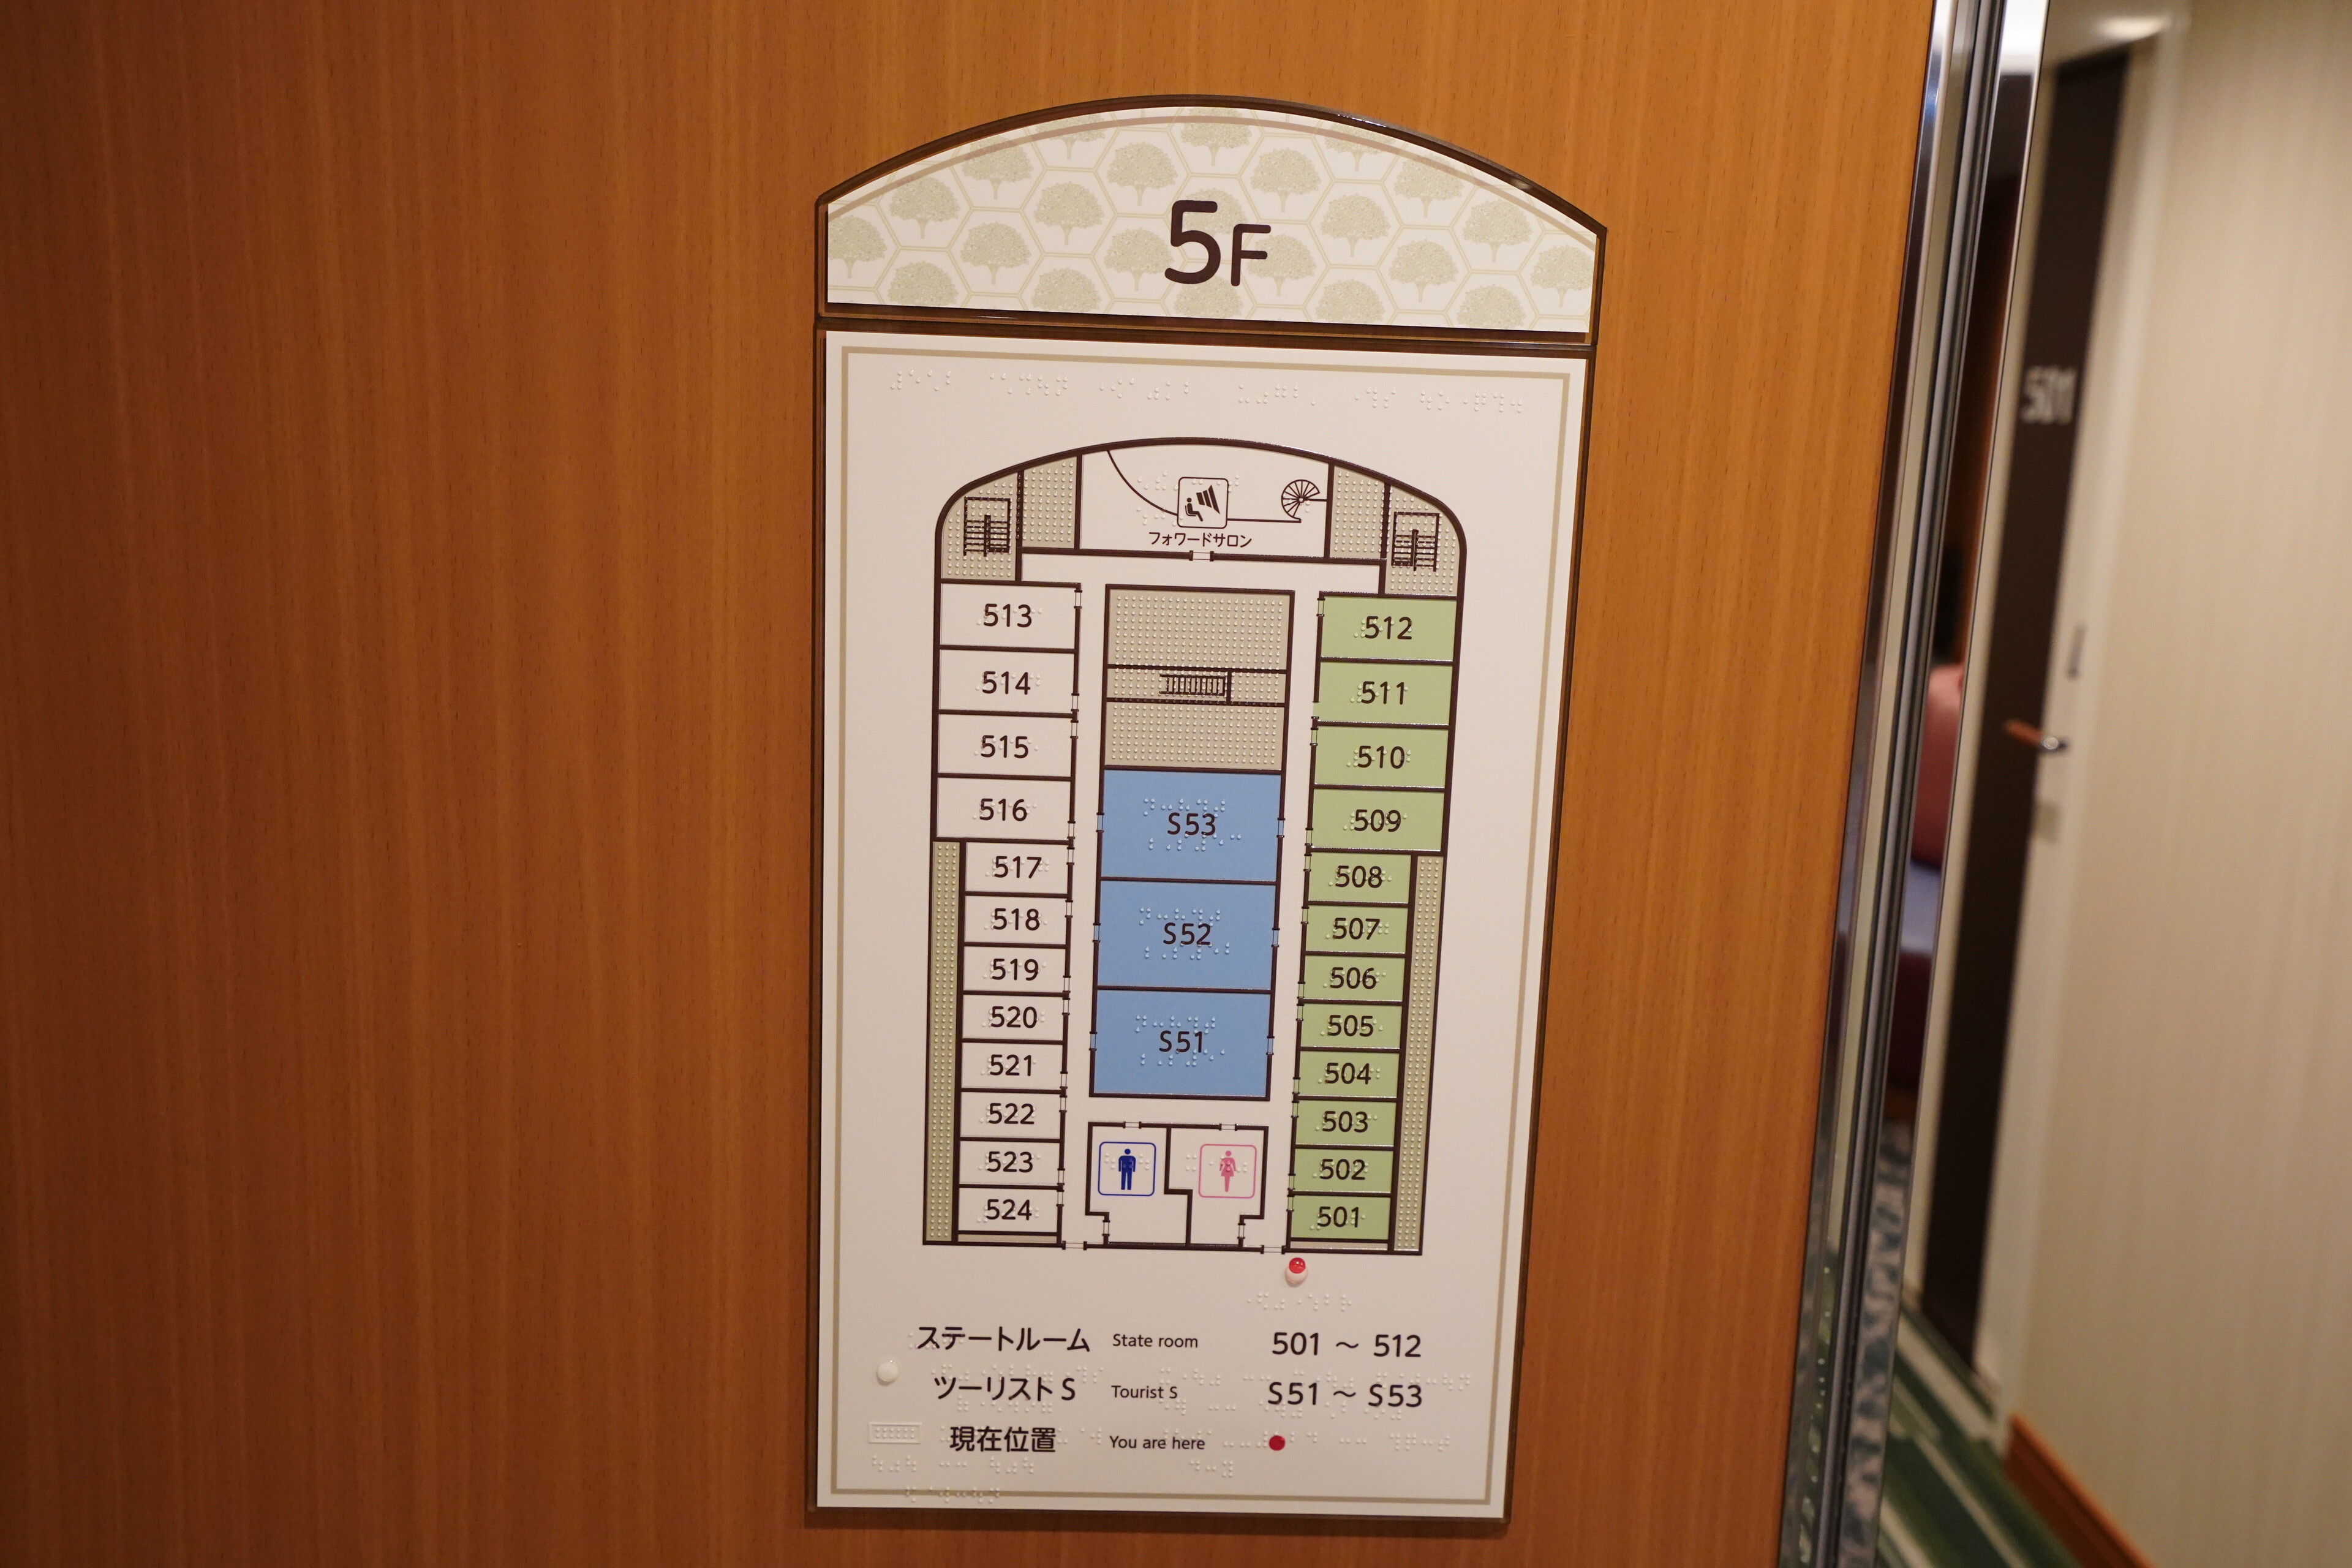 5F
フォワードサロン
513 512
514 511
515 510
516 S53 509
517 508
518 S52 507
519 506
520 S51 505
521 504
522 503
523 502
524 501
ステートルーム State room 501 ～ 512
ツーリスト S Tourist S S51 ～ S53
現在位置 You are here
501